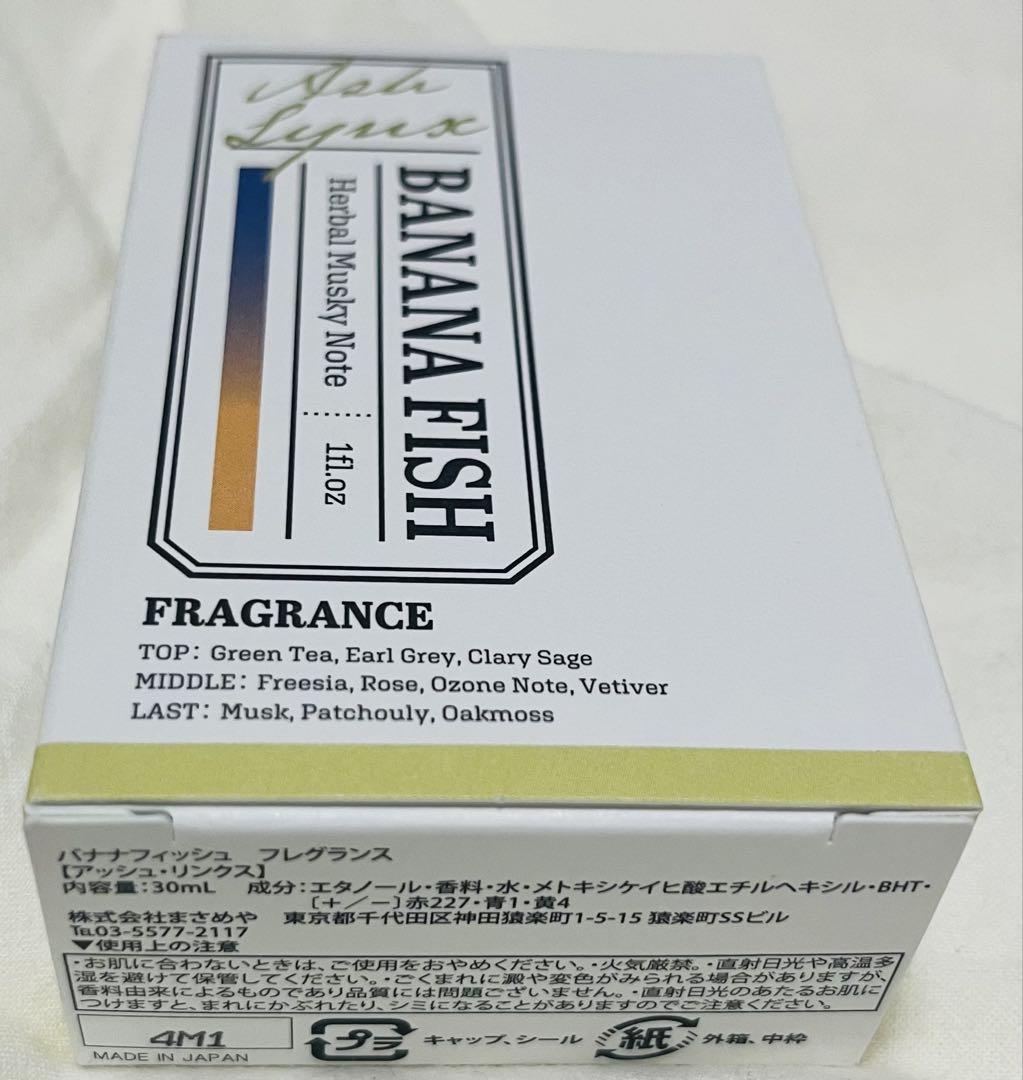 Ash
Lynx
BANANA FISH
Herbal Musky Note 1fl.oz
FRAGRANCE
TOP: Green Tea, Earl Grey, Clary Sage
MIDDLE: Freesia, Rose, Ozone Note, Vetiver
LAST: Musk, Patchouly, Oakmoss
バナナフィッシュ フレグランス
【アッシュ・リンクス】
内容量:30mL 成分:エタノール・香料・水・メトキシケイヒ酸エチルヘキシル・BHT・
〔+/−〕赤227・青1・黄4
株式会社まさめや 東京都千代田区神田猿楽町1-5-15 猿楽町SSビル
℡03-5577-2117
▼使用上の注意
・お肌に合わないときは、ご使用をおやめください。・火気厳禁。・直射日光や高温多
湿を避けて保管してください。・ごくまれに澱や変色がみられる場合がありますが、
香料由来によるものであり品質には問題ございません。・直射日光のあたるお肌に
つけますと、まれにかぶれたり、シミになることがありますのでご注意ください。
4M1
MADE IN JAPAN
プラ キャップ、シール
紙 外箱、中枠